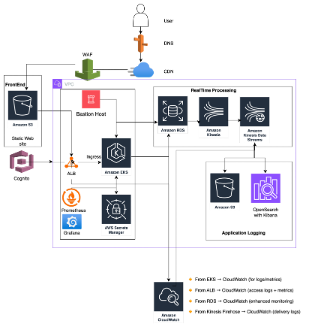 User
DNS
WAF
CDN
FrontEnd
VPC
RealTime Processing
Amazon S3
Static Web
site
Bastion Host
Amazon RDS
Amazon
Kinesis
Amazon
Kinesis Data
Streams
Cognito
Ingress
ALB
Amazon EKS
Prometheus
Grafana
AWS Secrets
Manager
Amazon S3
OpenSearch
with Kibana
Application Logging
From EKS → CloudWatch (for logs/metrics)
From ALB → CloudWatch (access logs + metrics)
From RDS → CloudWatch (enhanced monitoring)
From Kinesis Firehose → CloudWatch (delivery logs)
Amazon
CloudWatch